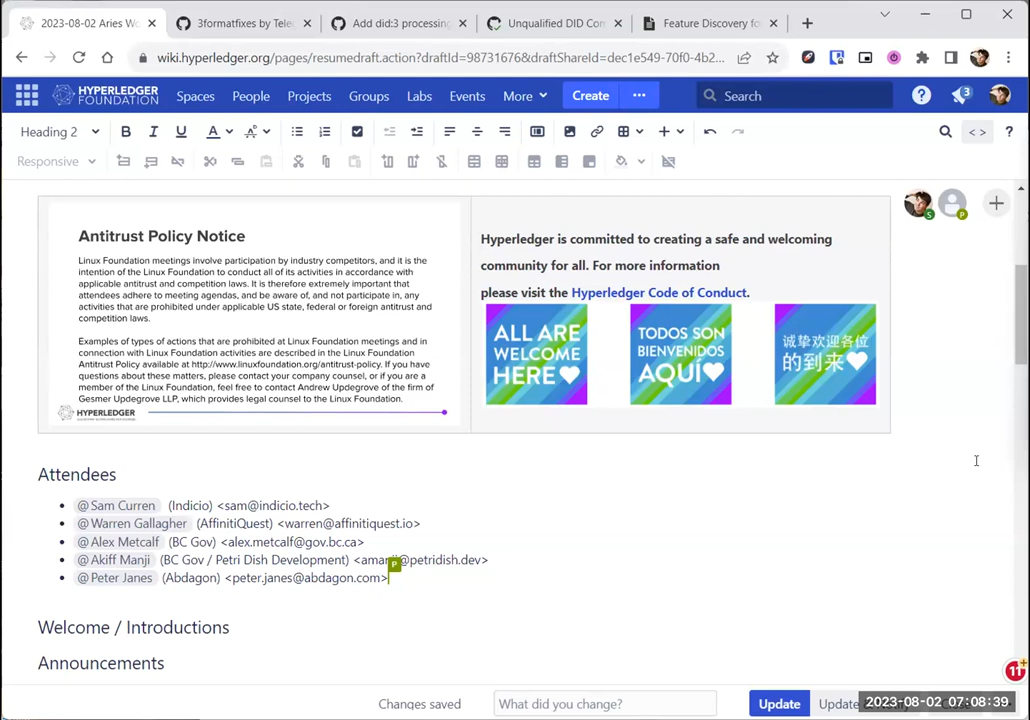 2023-08-02 Aries Wo
3formatfixes by Tele
Add did:3 processing
Unqualified DID Con
Feature Discovery fo
wiki.hyperledger.org/pages/resumedraft.action?draftId=98731676&draftShareId=dec1e549-70f0-4b2...
HYPERLEDGER
FOUNDATION
Spaces
People
Projects
Groups
Labs
Events
More
Create
Search
3
Heading 2
B I U A
Responsive
Antitrust Policy Notice
Linux Foundation meetings involve participation by industry competitors, and it is the
intention of the Linux Foundation to conduct all of its activities in accordance with
applicable antitrust and competition laws. It is therefore extremely important that
attendees adhere to meeting agendas, and be aware of, and not participate in, any
activities that are prohibited under applicable US state, federal or foreign antitrust and
competition laws.
Examples of types of actions that are prohibited at Linux Foundation meetings and in
connection with Linux Foundation activities are described in the Linux Foundation
Antitrust Policy available at http://www.linuxfoundation.org/antitrust-policy. If you have
questions about these matters, please contact your company counsel, or if you are a
member of the Linux Foundation, feel free to contact Andrew Updegrove of the firm of
Gesmer Updegrove LLP, which provides legal counsel to the Linux Foundation.
HYPERLEDGER
Hyperledger is committed to creating a safe and welcoming
community for all. For more information
please visit the Hyperledger Code of Conduct.
ALL ARE
WELCOME
HERE
TODOS SON
BIENVENIDOS
AQUÍ
诚挚欢迎各位
的到来
S
P
Attendees
@Sam Curren (Indicio) <sam@indicio.tech>
@Warren Gallagher (AffinitiQuest) <warren@affinitiquest.io>
@Alex Metcalf (BC Gov) <alex.metcalf@gov.bc.ca>
@Akiff Manji (BC Gov / Petri Dish Development) <amanji@petridish.dev>
@Peter Janes (Abdagon) <peter.janes@abdagon.com>
P
Welcome / Introductions
Announcements
11
Changes saved
What did you change?
Update
Update
2023-08-02 07:08:39